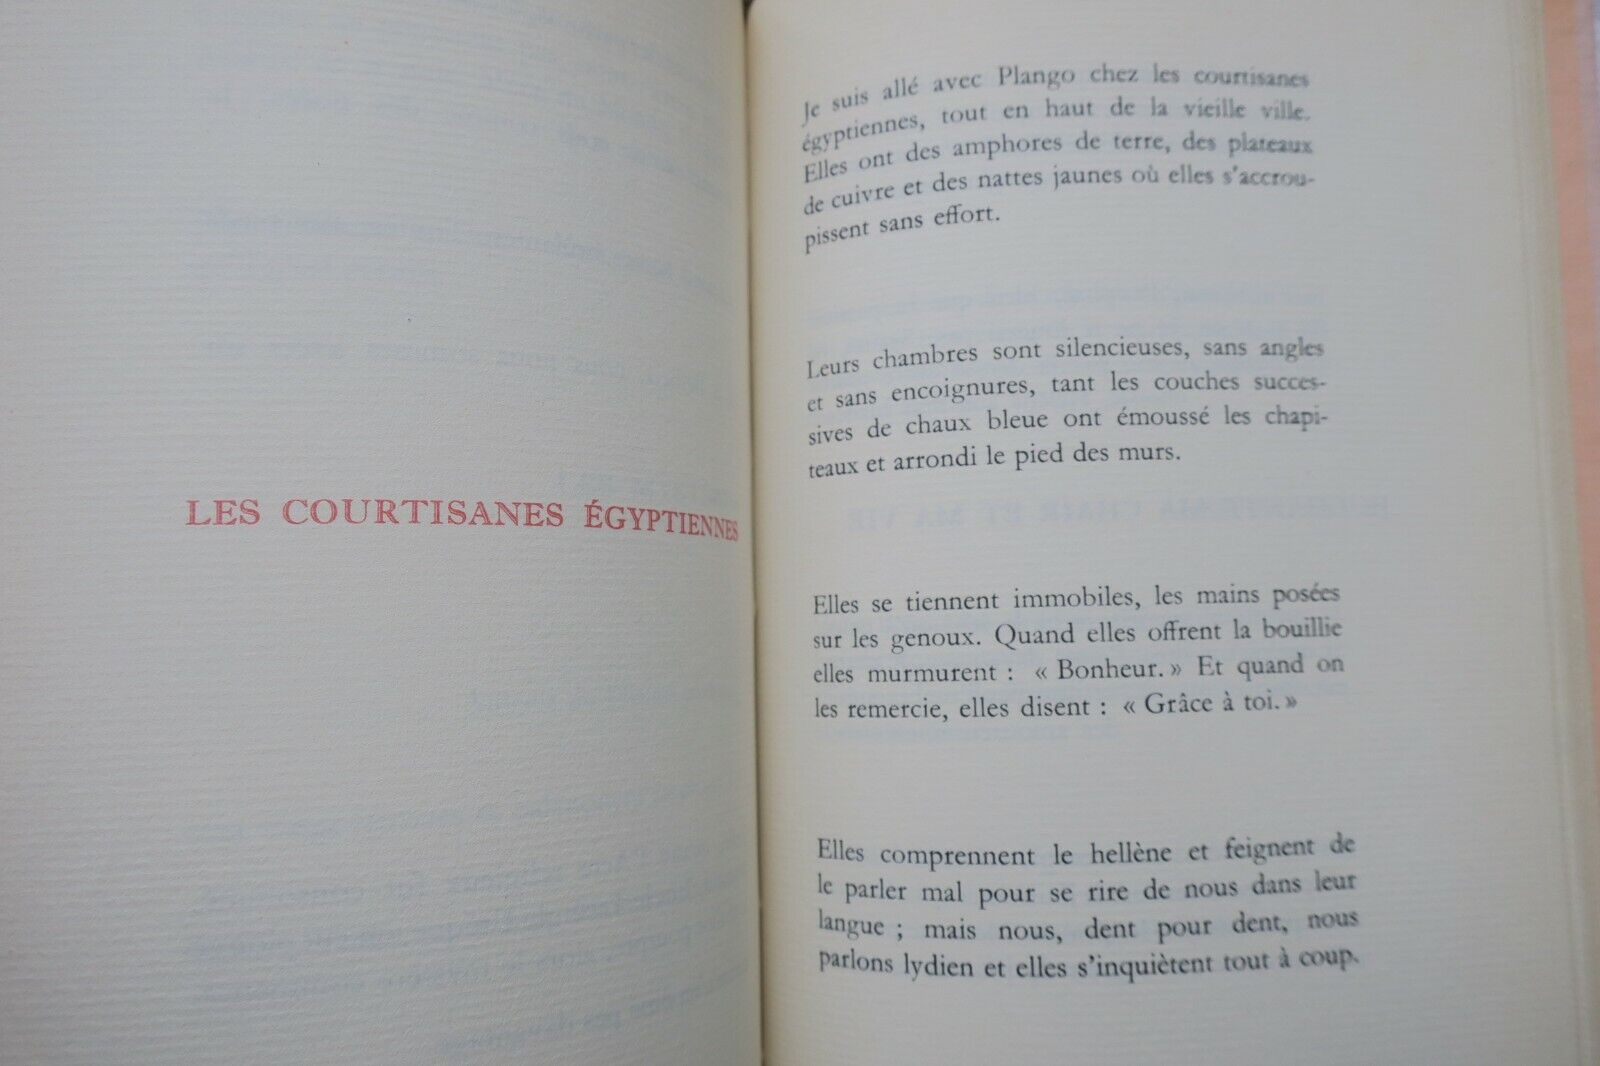 LES COURTISANES ÉGYPTIENNES
Je suis allé avec Plango chez les courtisanes
égyptiennes, tout en haut de la vieille ville.
Elles ont des amphores de terre, des plateaux
de cuivre et des nattes jaunes où elles s'accrou-
pissent sans effort.
Leurs chambres sont silencieuses, sans angles
et sans encoignures, tant les couches succes-
sives de chaux bleue ont émoussé les chapi-
teaux et arrondi le pied des murs.
Elles se tiennent immobiles, les mains posées
sur les genoux. Quand elles offrent la bouillie
elles murmurent : « Bonheur. » Et quand on
les remercie, elles disent : « Grâce à toi. »
Elles comprennent le hellène et feignent de
le parler mal pour se rire de nous dans leur
langue ; mais nous, dent pour dent, nous
parlons lydien et elles s'inquiètent tout à coup.